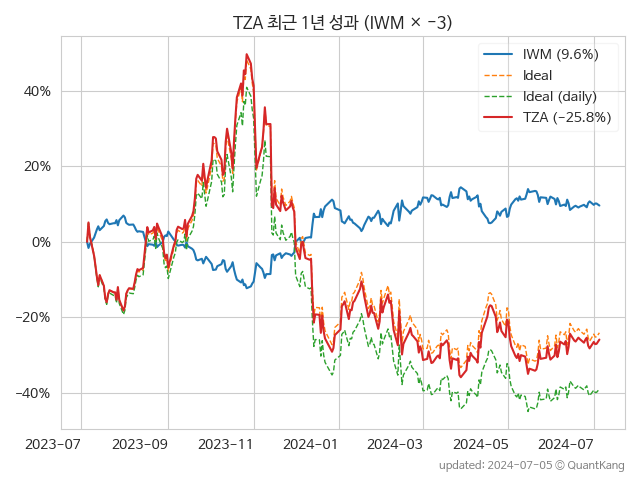 TZA 최근 1년 성과 (IWM × −3)
IWM (9.6%)
Ideal
Ideal (daily)
TZA (−25.8%)
40%
20%
0%
−20%
−40%
2023−07
2023−09
2023−11
2024−01
2024−03
2024−05
2024−07
updated: 2024-07-05 © QuantKang